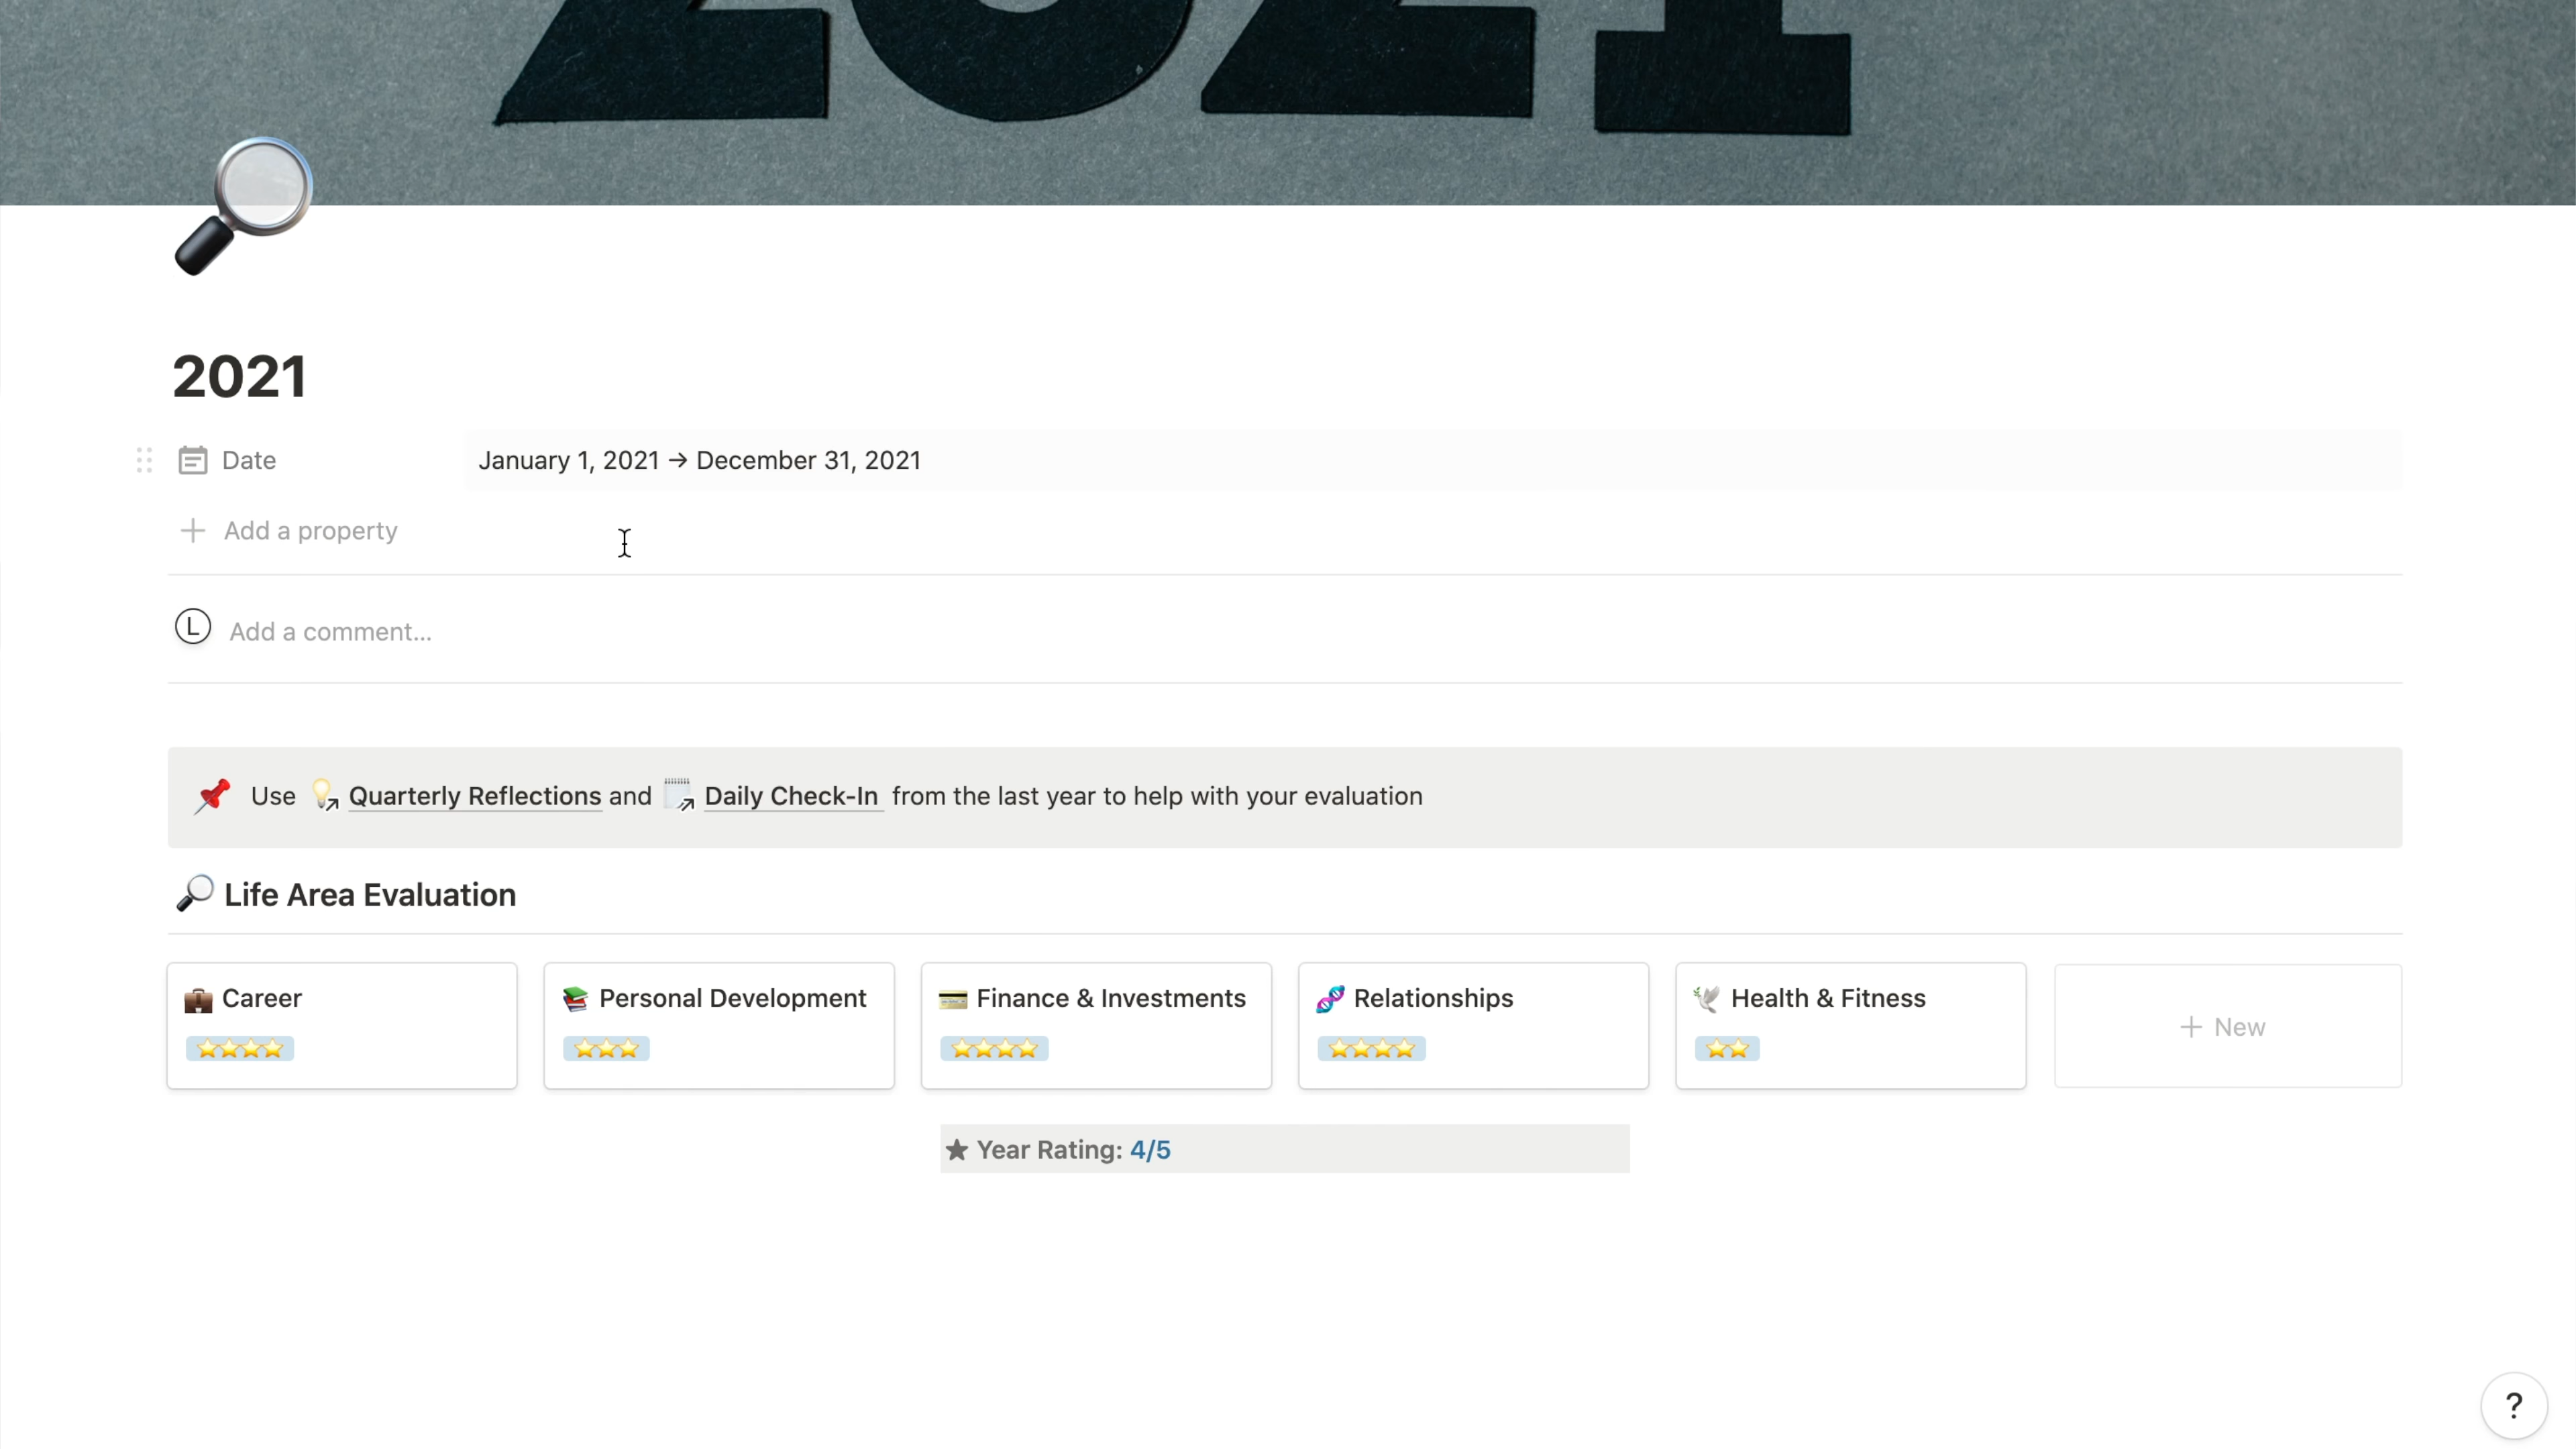 2021
2021
Date January 1, 2021 → December 31, 2021
Add a property
L Add a comment...
Use Quarterly Reflections and Daily Check-In from the last year to help with your evaluation
Life Area Evaluation
Career Personal Development Finance & Investments Relationships Health & Fitness + New
★ Year Rating: 4/5
?